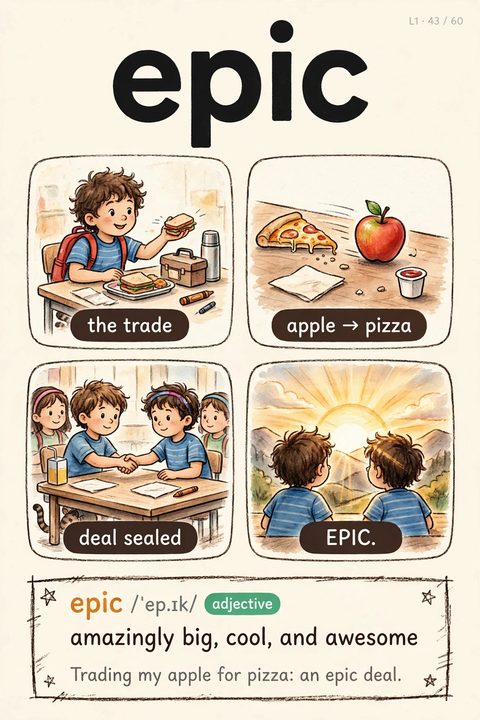 L1 · 43 / 60
epic
the trade
apple → pizza
deal sealed
EPIC.
epic /ˈep.ɪk/ adjective
amazingly big, cool, and awesome
Trading my apple for pizza: an epic deal.